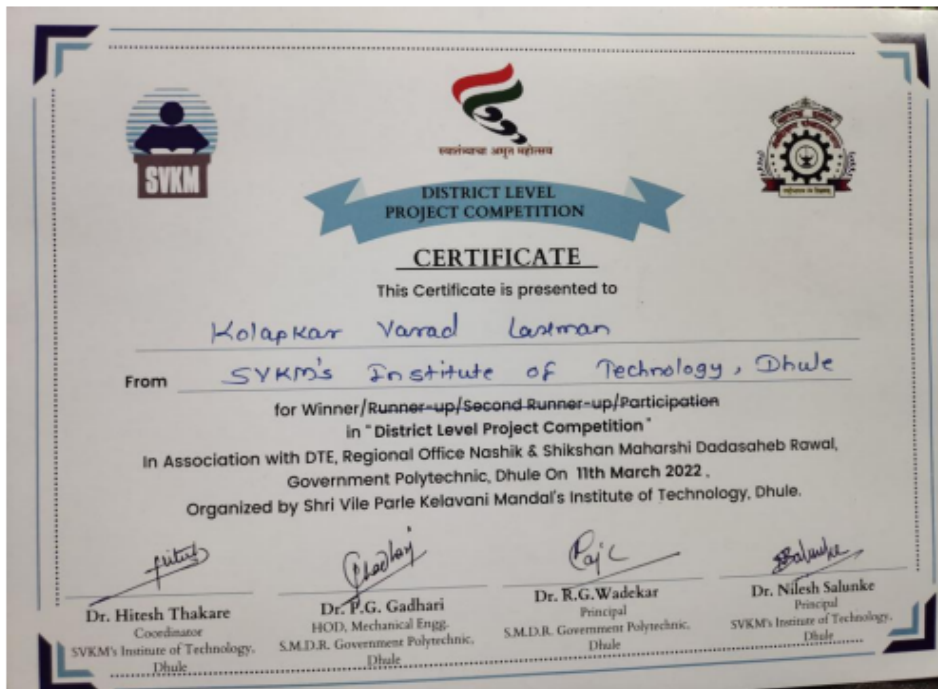 SVKM
स्वातंत्र्याचा अमृत महोत्सव
DISTRICT LEVEL
PROJECT COMPETITION
CERTIFICATE
This Certificate is presented to
Kolapkar Varad Laxman
From SVKM's Institute of Technology, Dhule
for Winner/Runner-up/Second Runner-up/Participation
in "District Level Project Competition"
In Association with DTE, Regional Office Nashik & Shikshan Maharshi Dadasaheb Rawal,
Government Polytechnic, Dhule On 11th March 2022.
Organized by Shri Vile Parle Kelavani Mandal's Institute of Technology, Dhule.
Dr. Hitesh Thakare
Coordinator
SVKM's Institute of Technology,
Dhule
Dr. P.G. Gadhari
HOD, Mechanical Engg.
S.M.D.R. Government Polytechnic,
Dhule
Dr. R.G.Wadekar
Principal
S.M.D.R. Government Polytechnic,
Dhule
Dr. Nilesh Salunke
Principal
SVKM's Institute of Technology,
Dhule